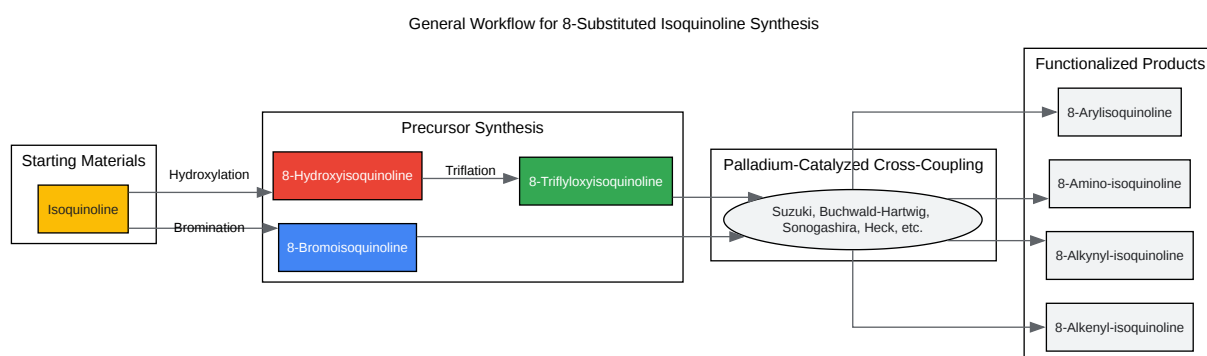 General Workflow for 8-Substituted Isoquinoline Synthesis
Starting Materials
Isoquinoline
Hydroxylation
Bromination
Precursor Synthesis
8-Hydroxyisoquinoline
Triflation
8-Triflyloxyisoquinoline
8-Bromoisoquinoline
Palladium-Catalyzed Cross-Coupling
Suzuki, Buchwald-Hartwig,
Sonogashira, Heck, etc.
Functionalized Products
8-Arylisoquinoline
8-Amino-isoquinoline
8-Alkynyl-isoquinoline
8-Alkenyl-isoquinoline